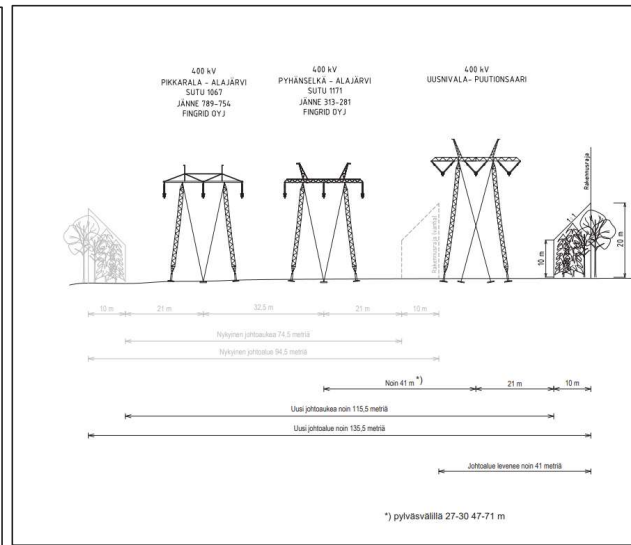 400 kV
PIKKARALA - ALAJÄRVI
SUTU 1067
JÄNNE 789-754
FINGRID OYJ
400 kV
PYHÄNSELKÄ - ALAJÄRVI
SUTU 1171
JÄNNE 313-281
FINGRID OYJ
400 kV
UUSNIVALA- PUUTIONSAARI
Rakennusraja
10 m
20 m
10 m
21 m
32,5 m
21 m
10 m
Nykyinen johtoaukea 74,5 metriä
Nykyinen johtoalue 94,5 metriä
Noin 41 m *)
21 m
10 m
Uusi johtoaukea noin 115,5 metriä
Uusi johtoalue noin 135,5 metriä
Johtoalue levenee noin 41 metriä
*) pylväsvälillä 27-30 47-71 m